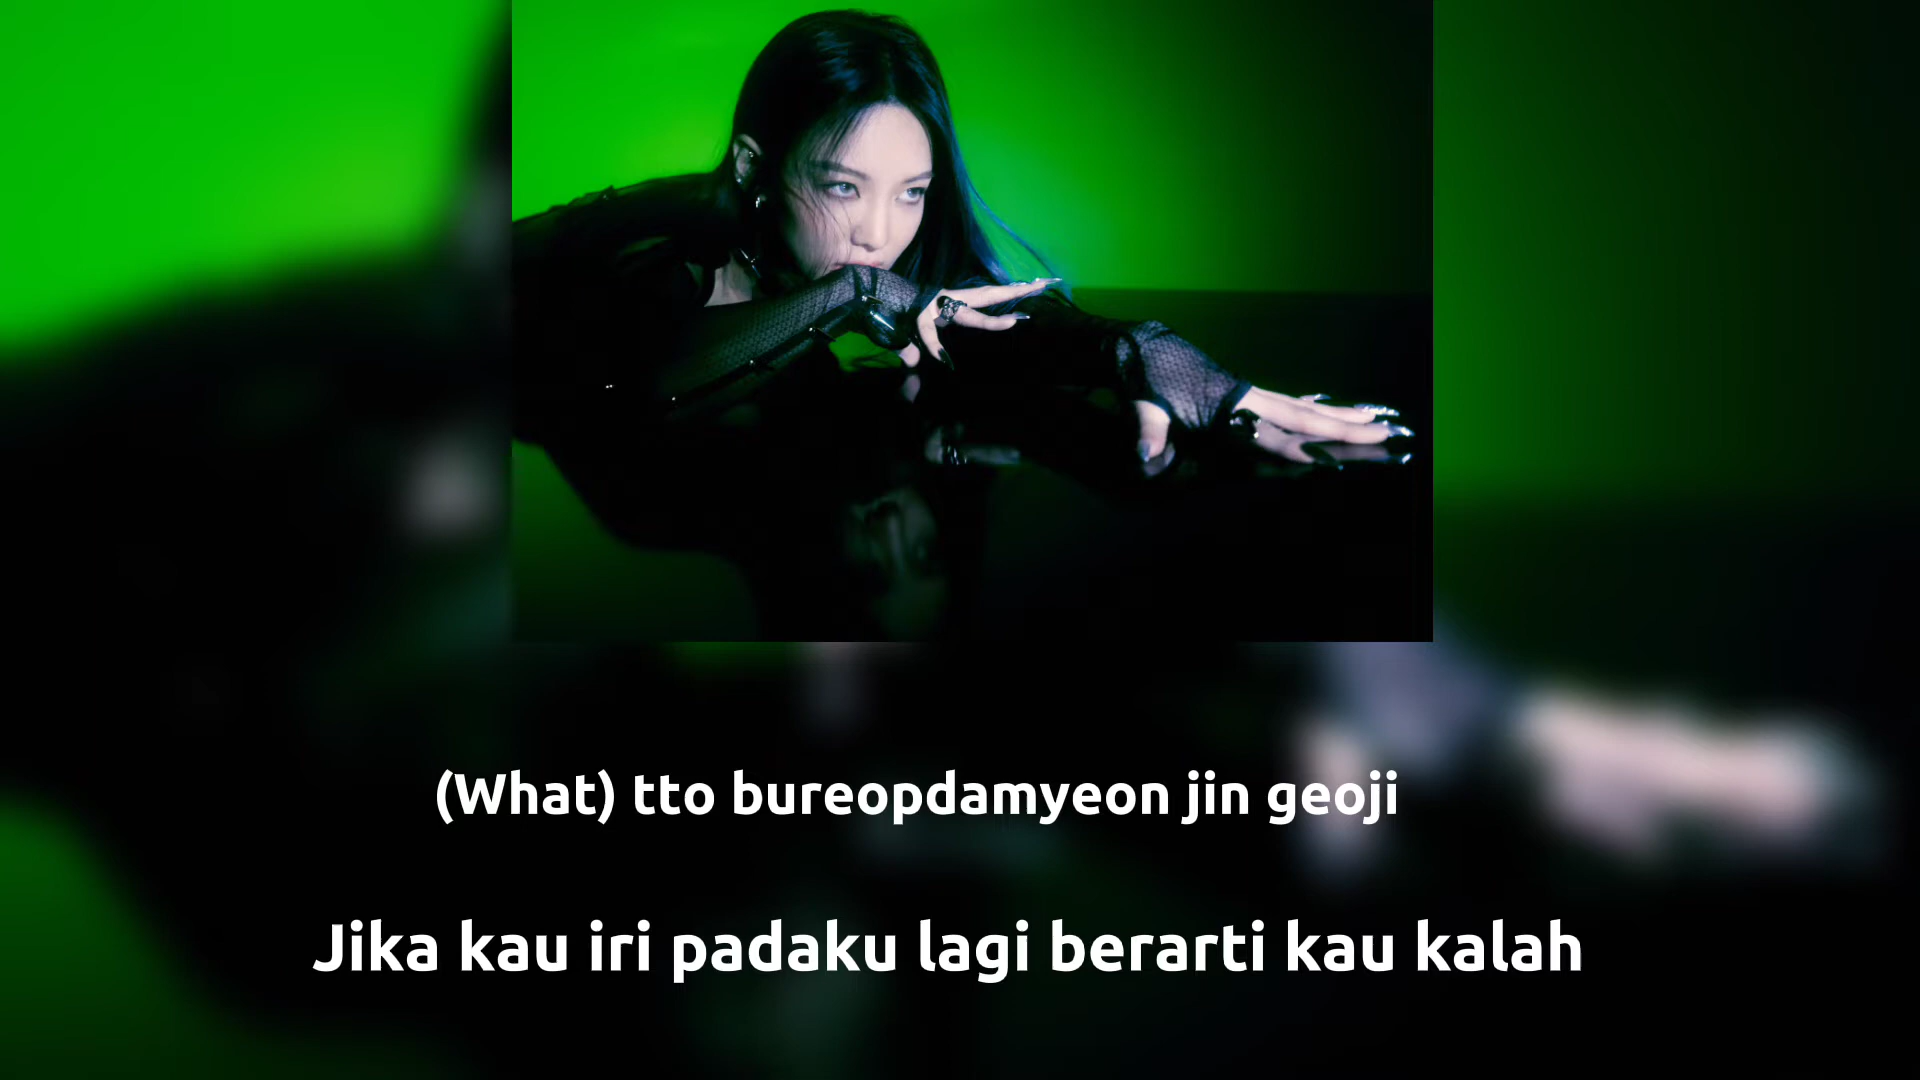 (What) tto bureopdamyeon jin geoji
Jika kau iri padaku lagi berarti kau kalah